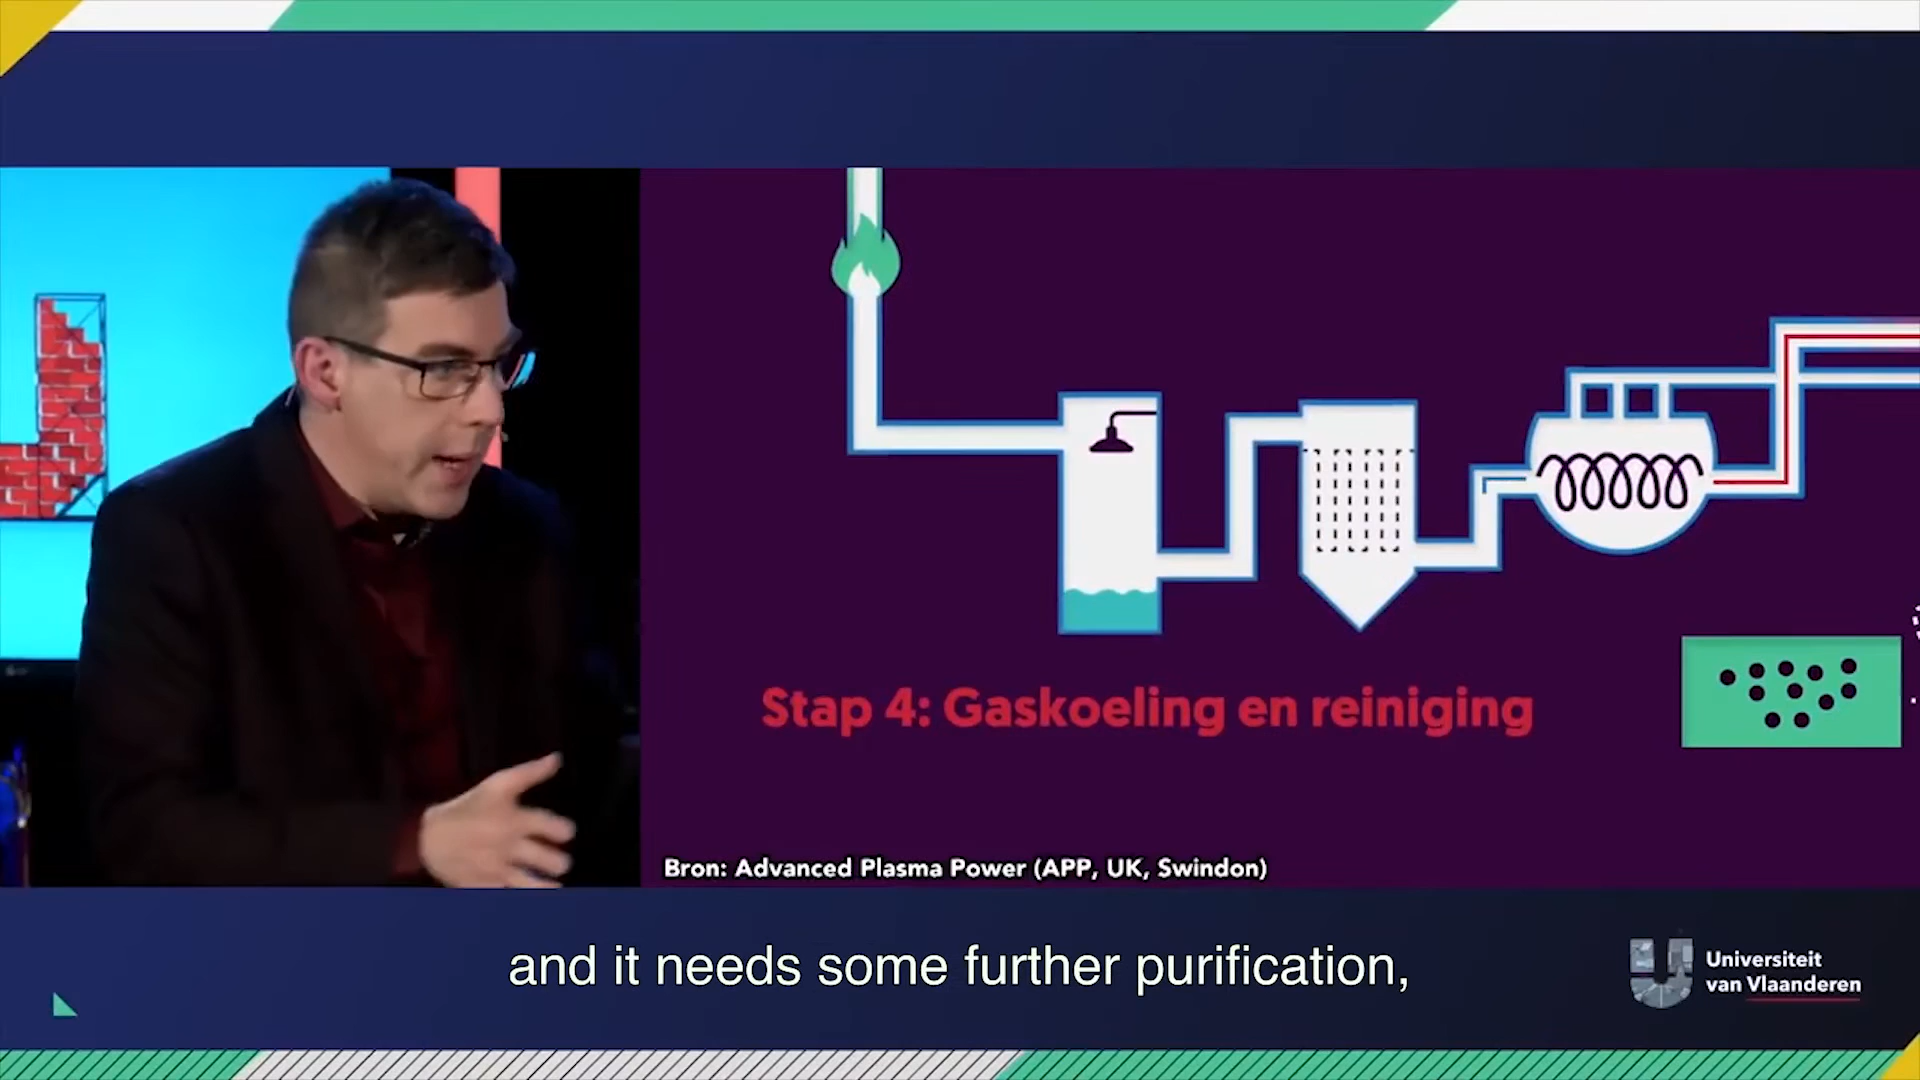 Stap 4: Gaskoeling en reiniging
Bron: Advanced Plasma Power (APP, UK, Swindon)
and it needs some further purification,
Universiteit
van Vlaanderen